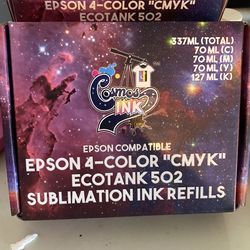 EPSON 4-COLOR "CMYK"
ECOTANK 502
337ML (TOTAL)
70 ML (C)
70 ML (M)
70 ML (Y)
127 ML (K)
Cosmos
INK
EPSON COMPATIBLE
EPSON 4-COLOR "CMYK"
ECOTANK 502
SUBLIMATION INK REFILLS